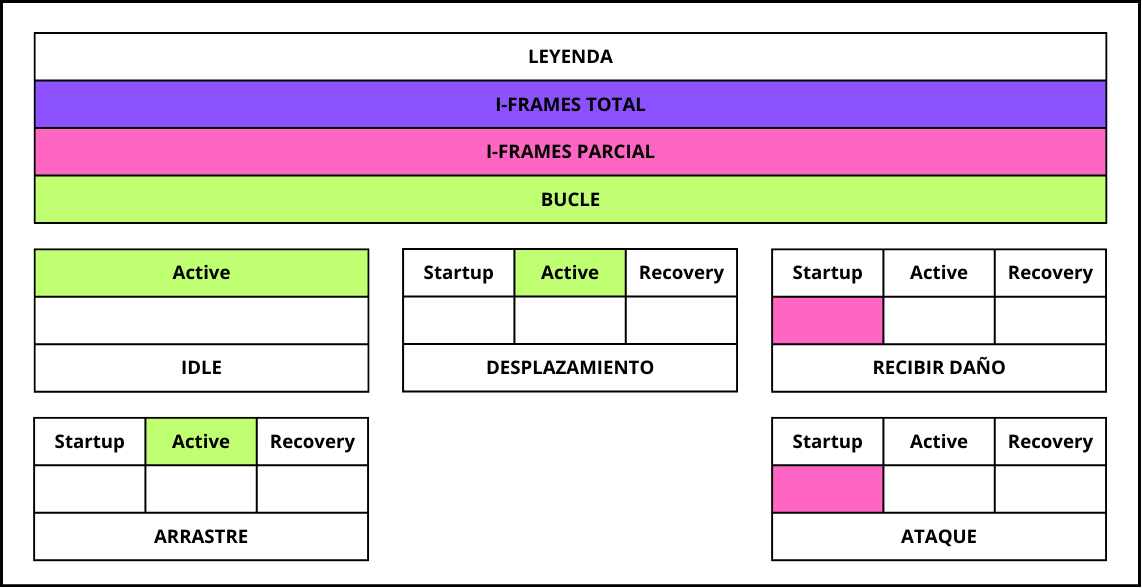 LEYENDA
I-FRAMES TOTAL
I-FRAMES PARCIAL
BUCLE
Active
IDLE
Startup Active Recovery
DESPLAZAMIENTO
Startup Active Recovery
RECIBIR DAÑO
Startup Active Recovery
ARRASTRE
Startup Active Recovery
ATAQUE